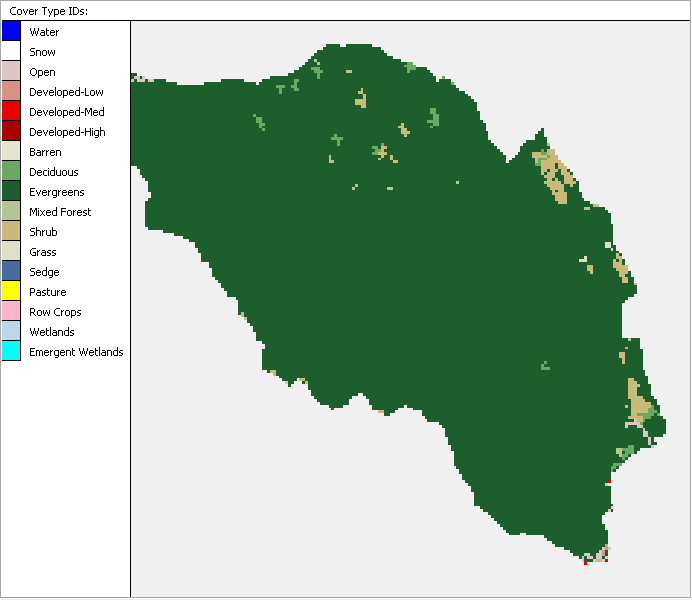 Cover Type IDs:
Water
Snow
Open
Developed-Low
Developed-Med
Developed-High
Barren
Deciduous
Evergreens
Mixed Forest
Shrub
Grass
Sedge
Pasture
Row Crops
Wetlands
Emergent Wetlands